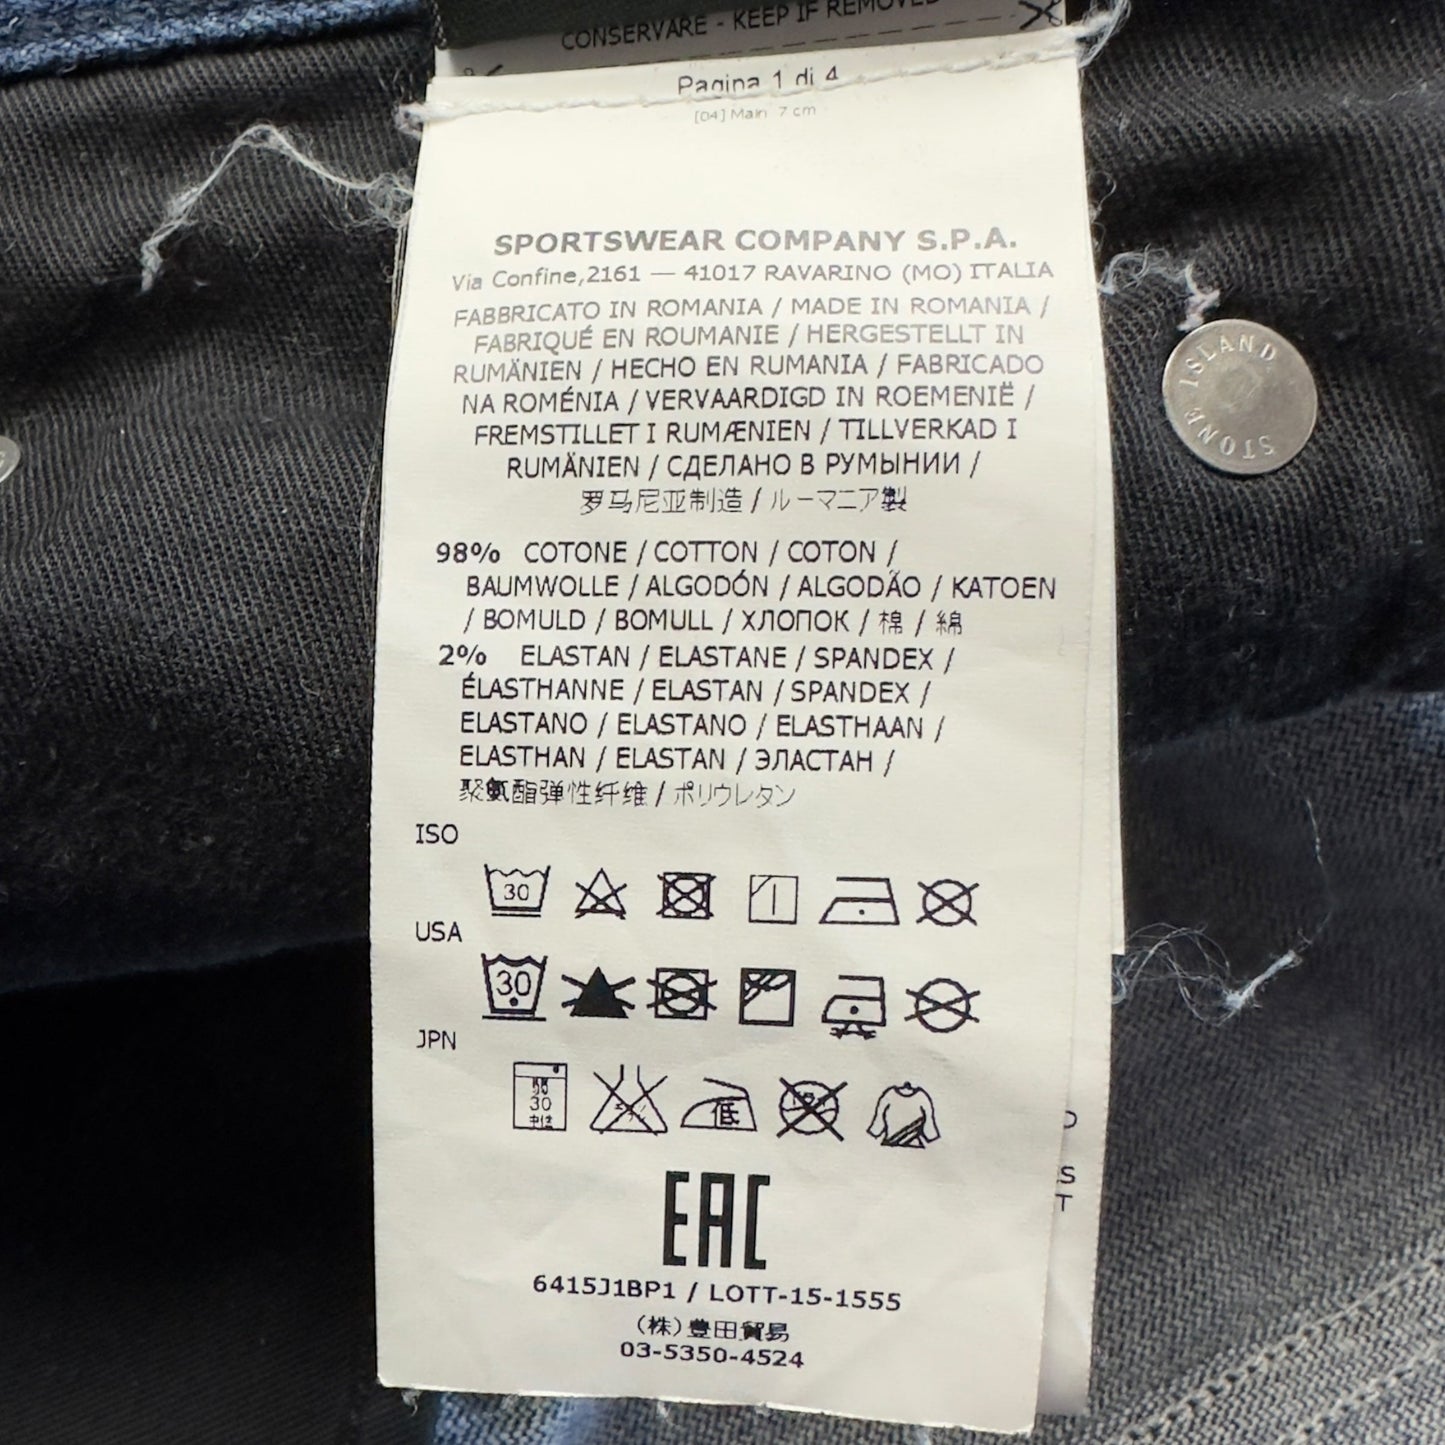 CONSERVARE - KEEP IF REMOVED
Pagina 1 di 4
[04] Main 7 cm
SPORTSWEAR COMPANY S.P.A.
Via Confine,2161 — 41017 RAVARINO (MO) ITALIA
FABBRICATO IN ROMANIA / MADE IN ROMANIA /
FABRIQUÉ EN ROUMANIE / HERGESTELLT IN
RUMÄNIEN / HECHO EN RUMANIA / FABRICADO
NA ROMÉNIA / VERVAARDIGD IN ROEMENIË /
FREMSTILLET I RUMÆNIEN / TILLVERKAD I
RUMÄNIEN / СДЕЛАНО В РУМЫНИИ /
罗马尼亚制造 / ルーマニア製
98% COTONE / COTTON / COTON /
BAUMWOLLE / ALGODÓN / ALGODÃO / KATOEN
/ BOMULD / BOMULL / ХЛОПОК / 棉 / 綿
2% ELASTAN / ELASTANE / SPANDEX /
ÉLASTHANNE / ELASTAN / SPANDEX /
ELASTANO / ELASTANO / ELASTHAAN /
ELASTHAN / ELASTAN / ЭЛАСТАН /
聚氨酯弹性纤维 / ポリウレタン
ISO
30
USA
30
JPN
30
中性
低
EAC
6415J1BP1 / LOTT-15-1555
(株)豊田貿易
03-5350-4524
STONE ISLAND
D
S
T